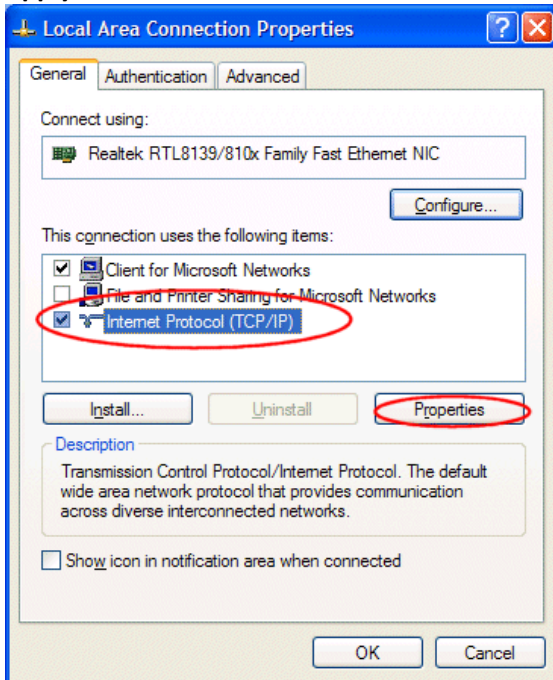 Local Area Connection Properties
General Authentication Advanced
Connect using:
Realtek RTL8139/810x Family Fast Ethernet NIC
Configure...
This connection uses the following items:
Client for Microsoft Networks
File and Printer Sharing for Microsoft Networks
Internet Protocol (TCP/IP)
Install... Uninstall Properties
Description
Transmission Control Protocol/Internet Protocol. The default
wide area network protocol that provides communication
across diverse interconnected networks.
Show icon in notification area when connected
OK Cancel